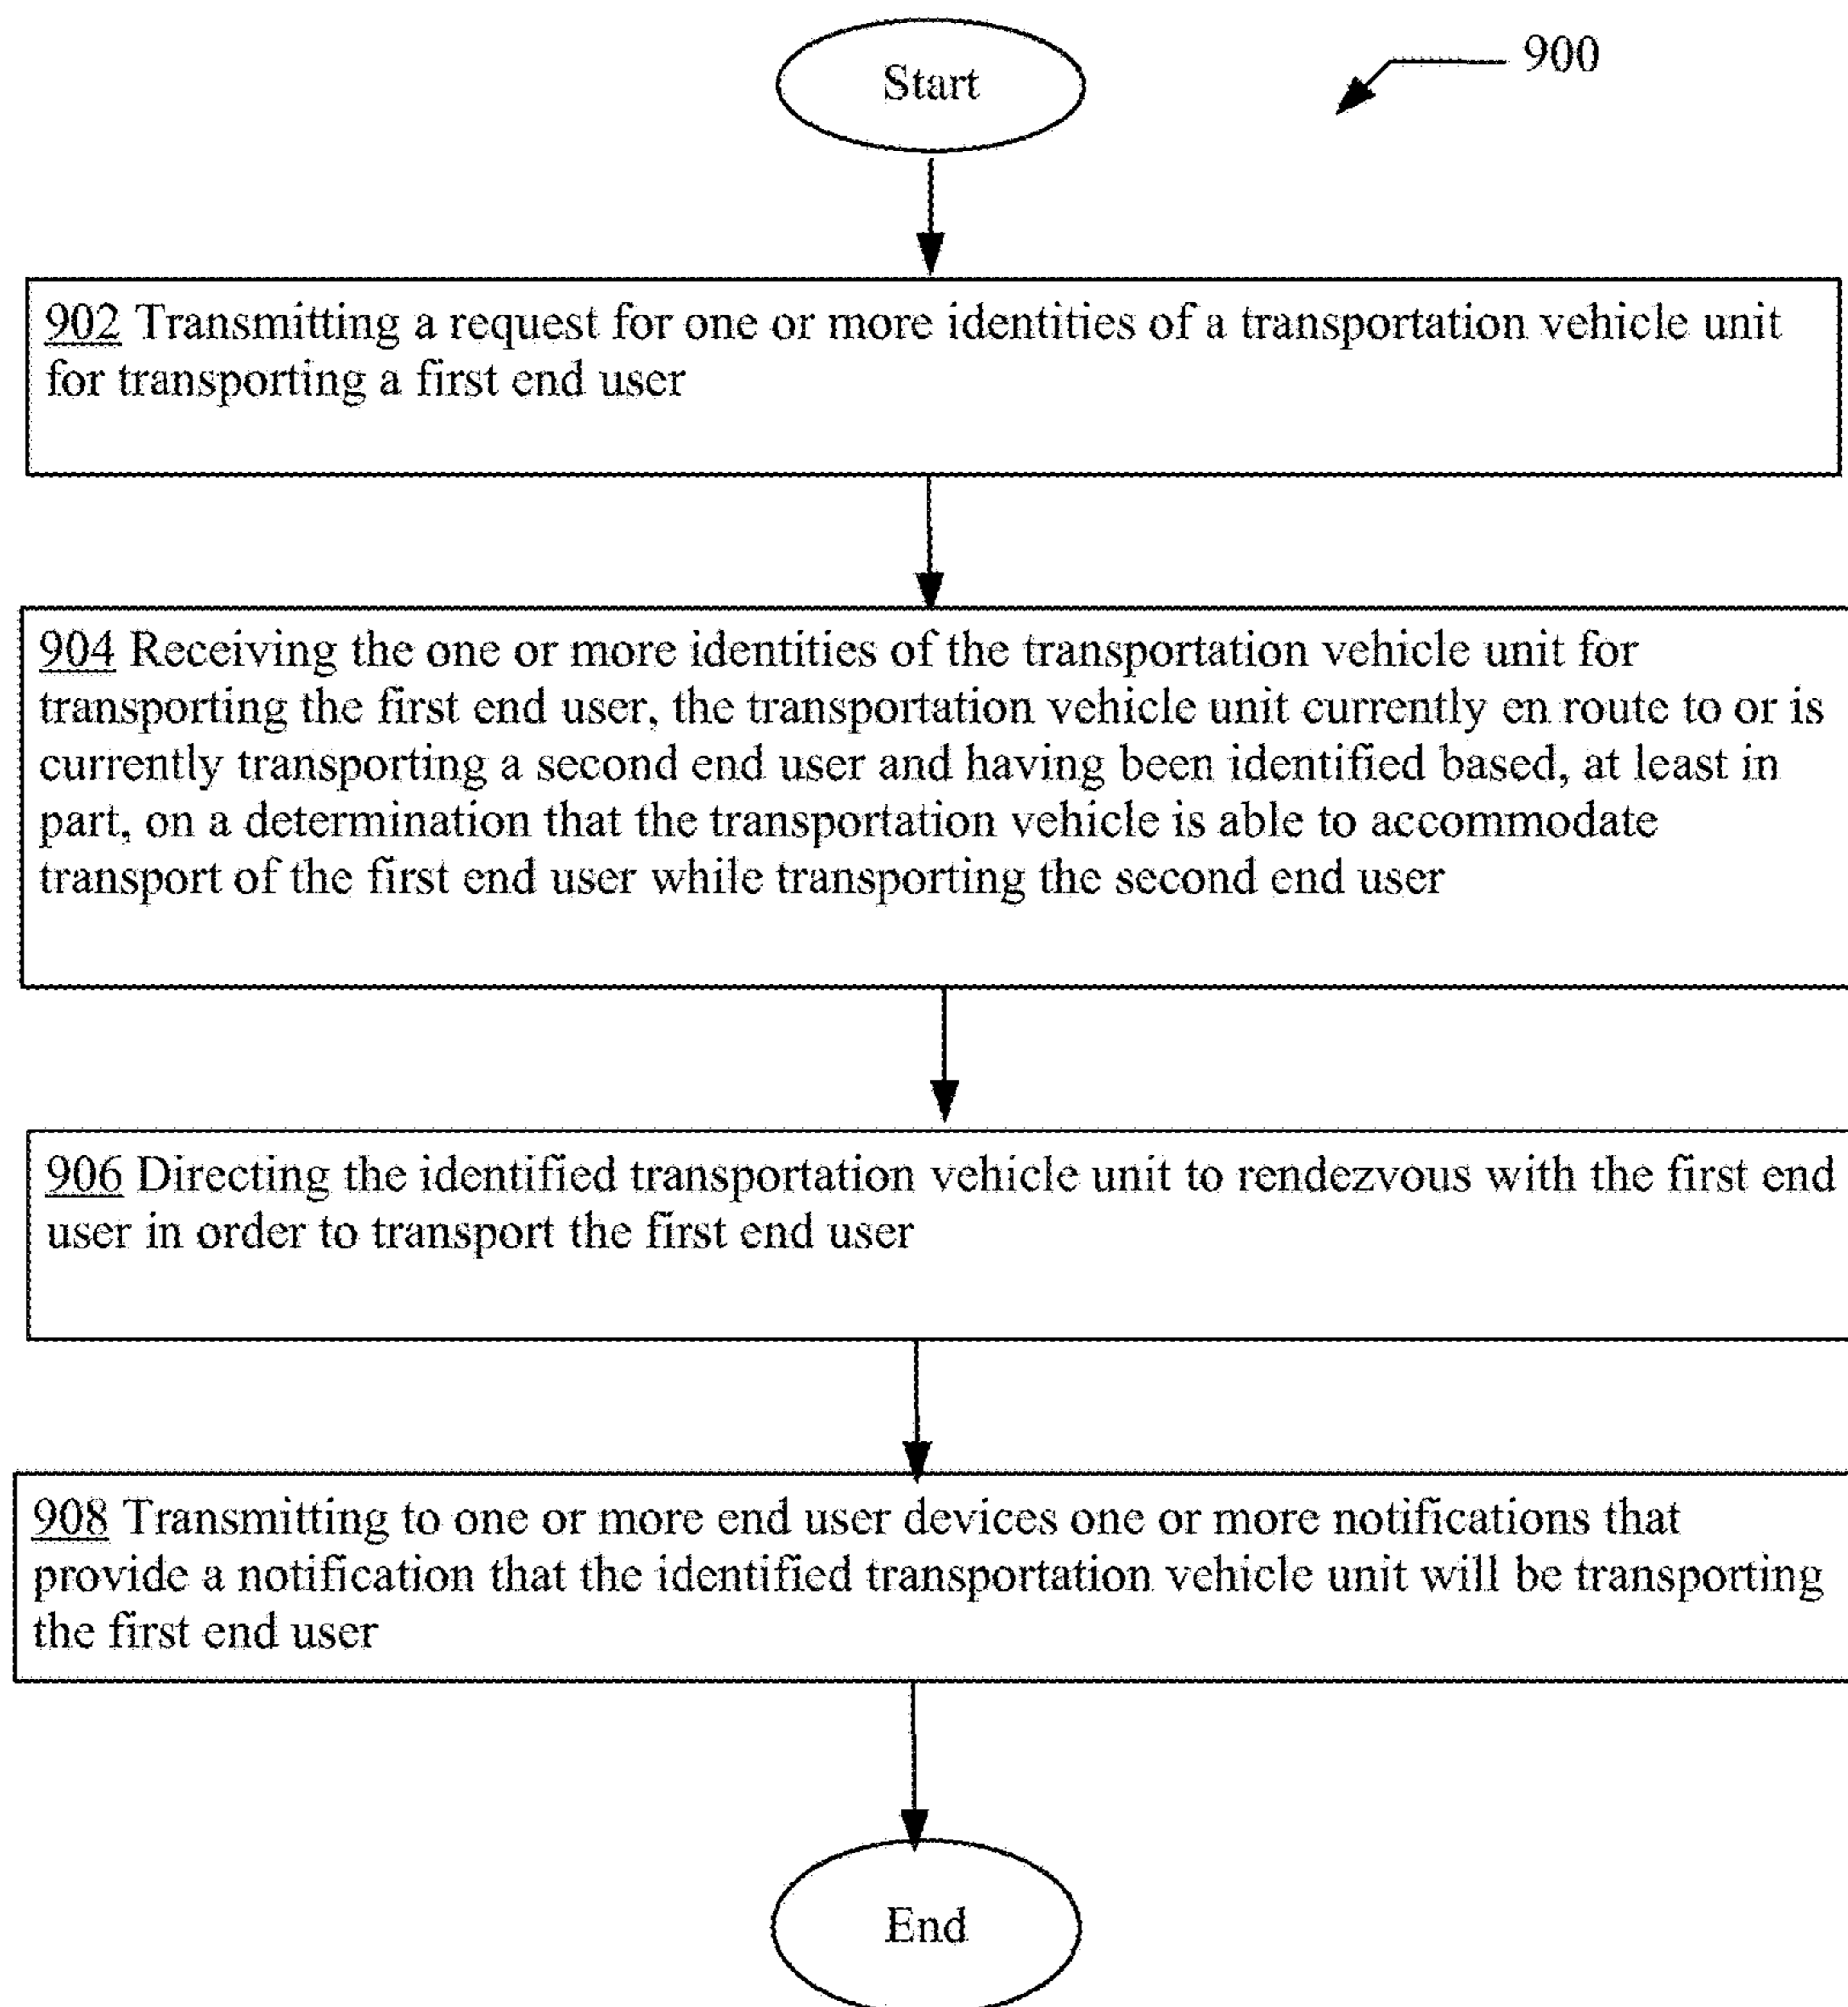 Start
900
902 Transmitting a request for one or more identities of a transportation vehicle unit
for transporting a first end user
904 Receiving the one or more identities of the transportation vehicle unit for
transporting the first end user, the transportation vehicle unit currently en route to or is
currently transporting a second end user and having been identified based, at least in
part, on a determination that the transportation vehicle is able to accommodate
transport of the first end user while transporting the second end user
906 Directing the identified transportation vehicle unit to rendezvous with the first end
user in order to transport the first end user
908 Transmitting to one or more end user devices one or more notifications that
provide a notification that the identified transportation vehicle unit will be transporting
the first end user
End